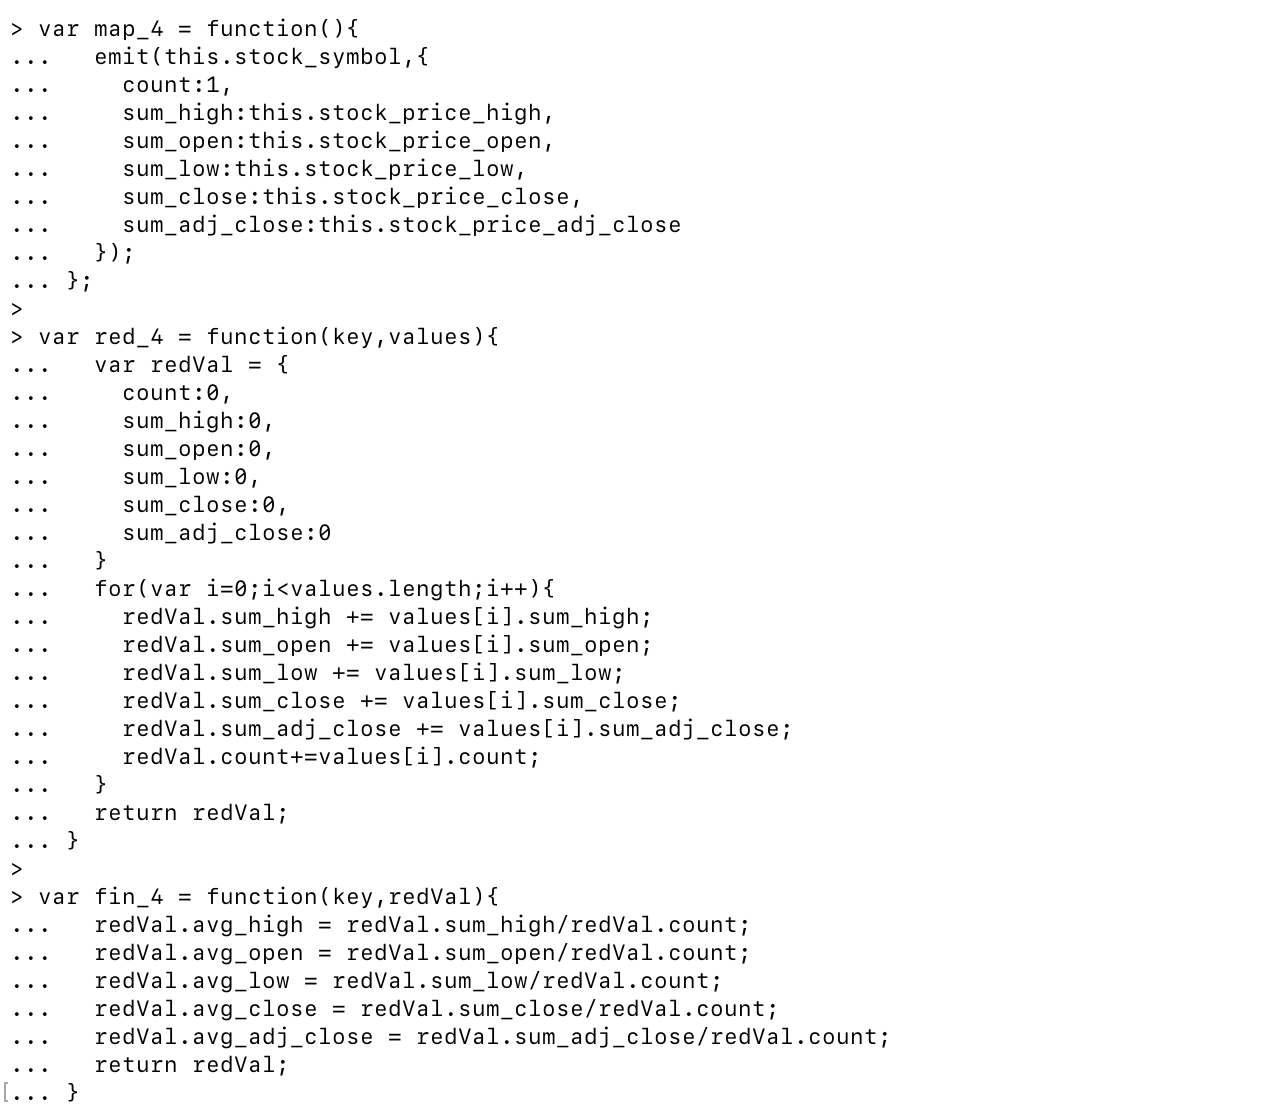 > var map_4 = function(){
...   emit(this.stock_symbol,{
...     count:1,
...     sum_high:this.stock_price_high,
...     sum_open:this.stock_price_open,
...     sum_low:this.stock_price_low,
...     sum_close:this.stock_price_close,
...     sum_adj_close:this.stock_price_adj_close
...   });
... };
>
> var red_4 = function(key,values){
...   var redVal = {
...     count:0,
...     sum_high:0,
...     sum_open:0,
...     sum_low:0,
...     sum_close:0,
...     sum_adj_close:0
...   }
...   for(var i=0;i<values.length;i++){
...     redVal.sum_high += values[i].sum_high;
...     redVal.sum_open += values[i].sum_open;
...     redVal.sum_low += values[i].sum_low;
...     redVal.sum_close += values[i].sum_close;
...     redVal.sum_adj_close += values[i].sum_adj_close;
...     redVal.count+=values[i].count;
...   }
...   return redVal;
... }
>
> var fin_4 = function(key,redVal){
...   redVal.avg_high = redVal.sum_high/redVal.count;
...   redVal.avg_open = redVal.sum_open/redVal.count;
...   redVal.avg_low = redVal.sum_low/redVal.count;
...   redVal.avg_close = redVal.sum_close/redVal.count;
...   redVal.avg_adj_close = redVal.sum_adj_close/redVal.count;
...   return redVal;
[... }